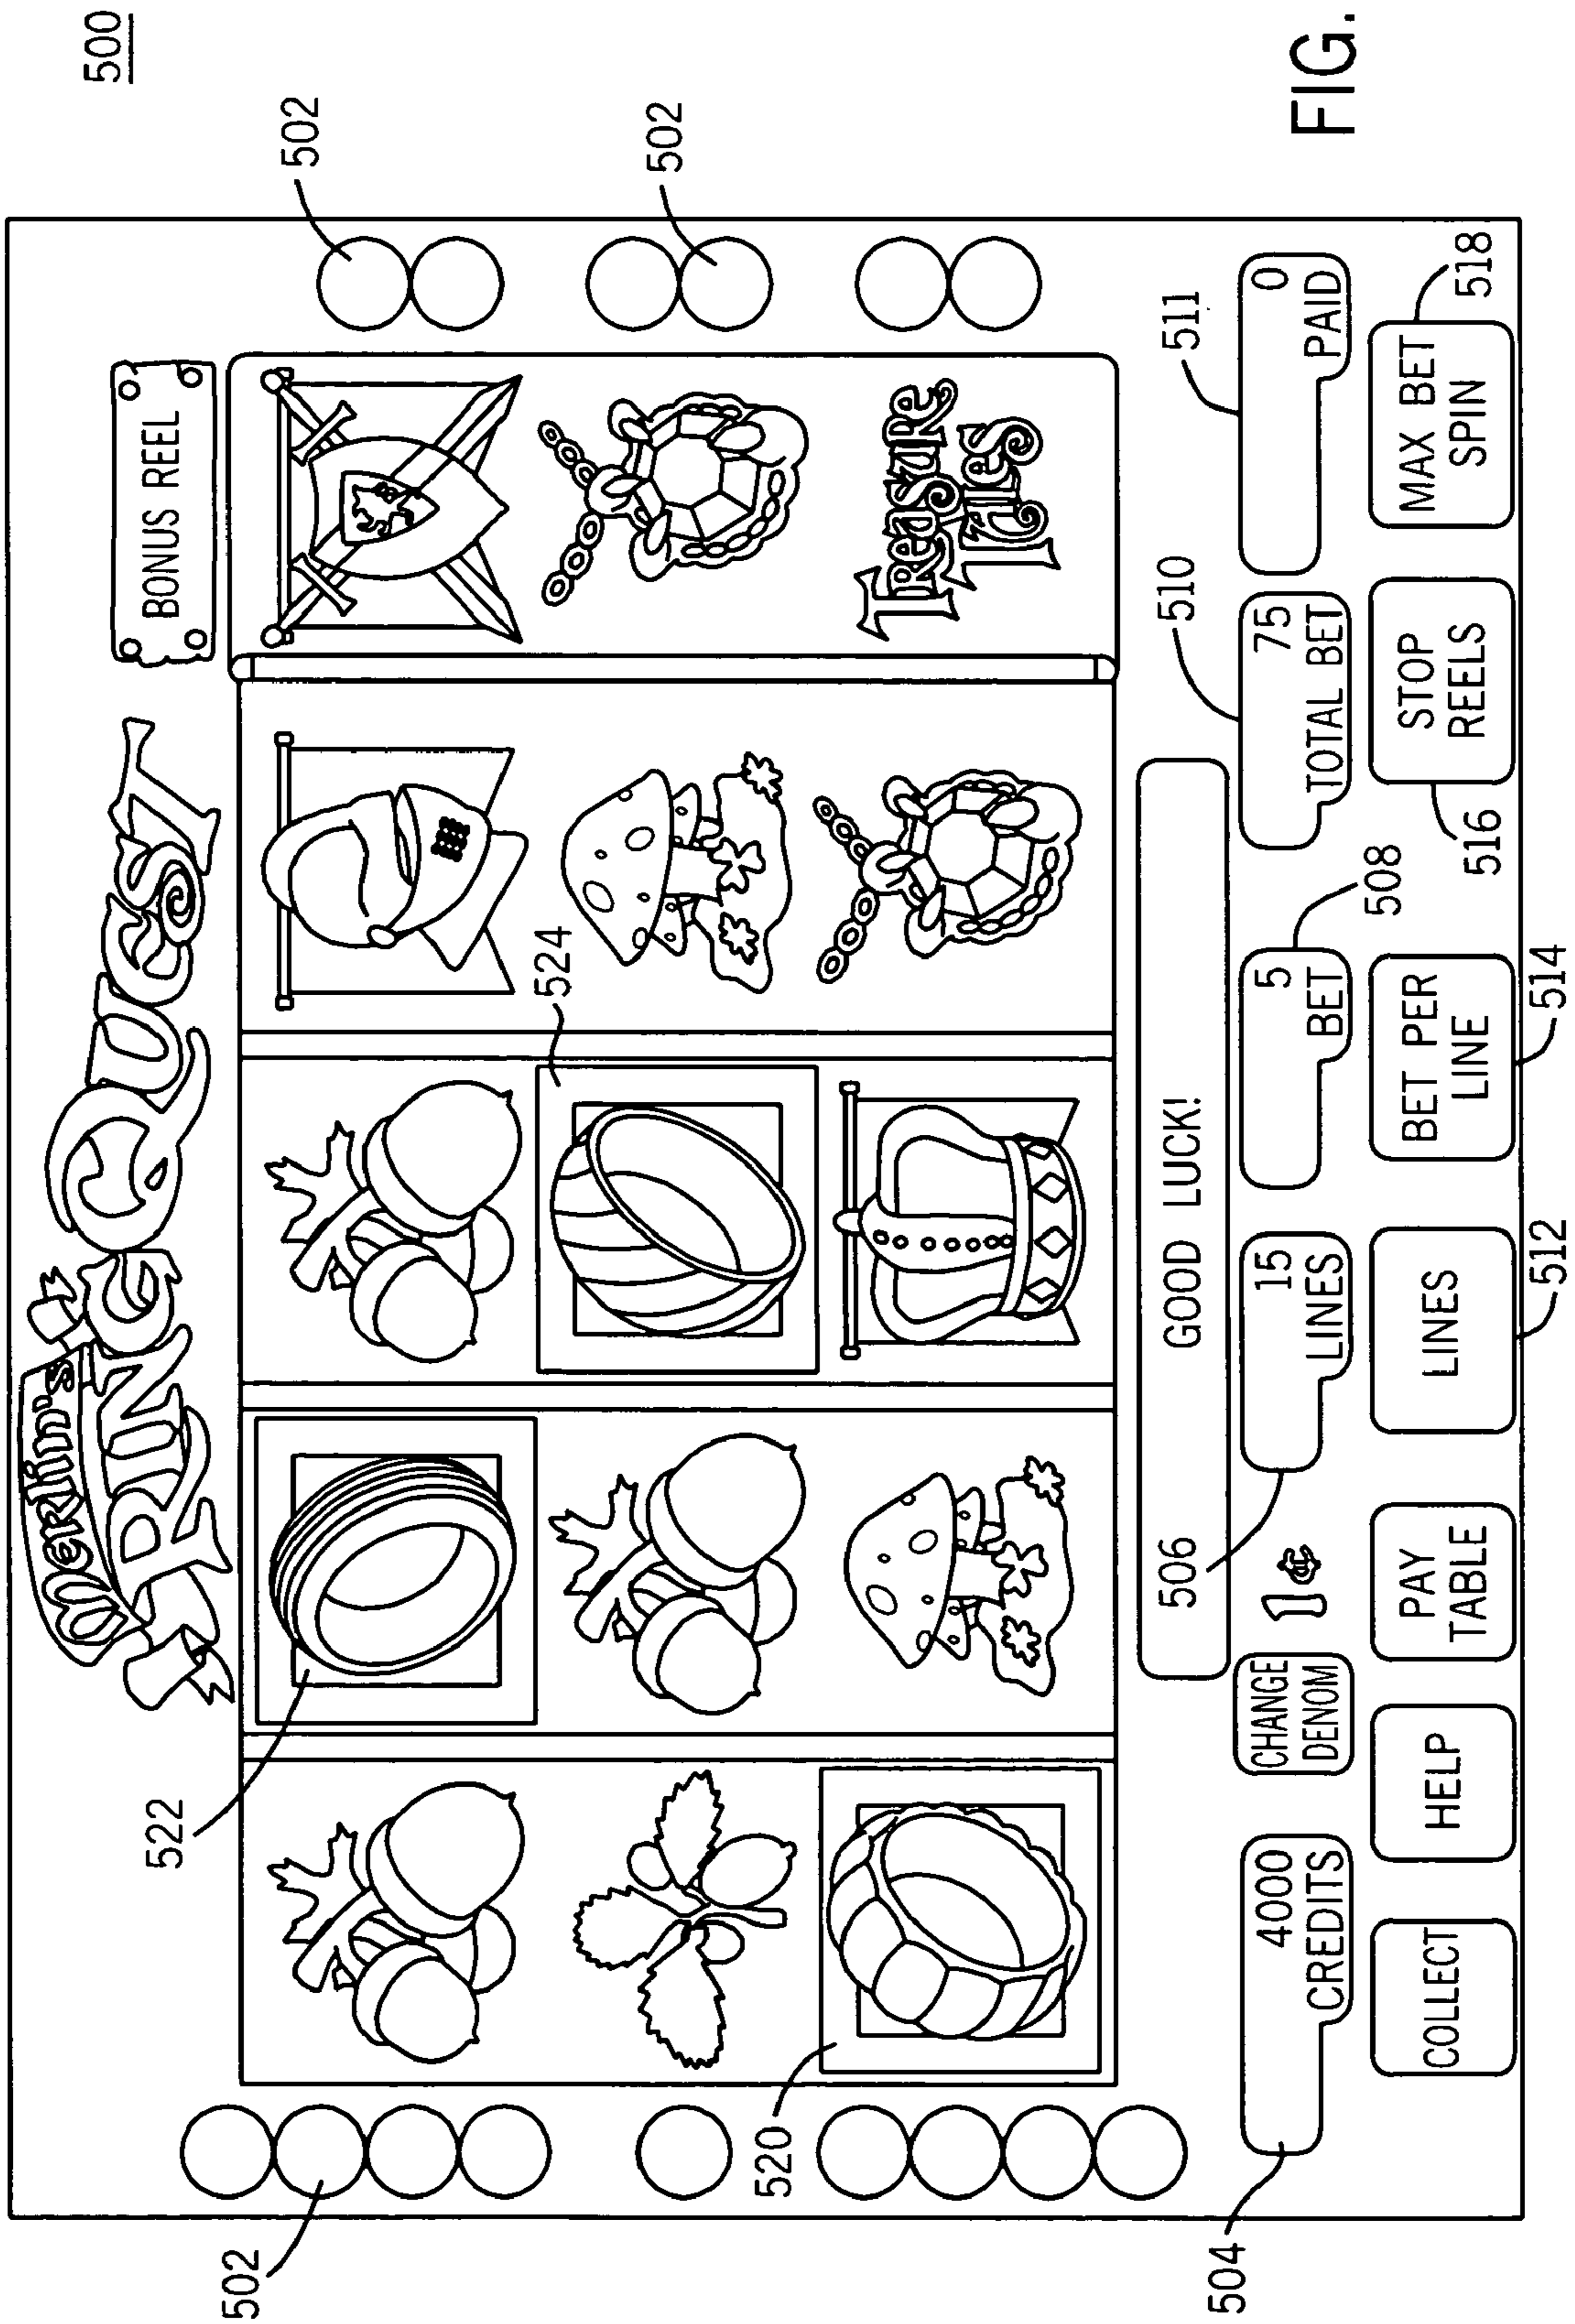 500
Merlin's
RING QUEST
BONUS REEL
502
522
524
502
502
TREASURE
TALES
520
GOOD LUCK!
506
511
510
504
4000
CREDITS
CHANGE
DENOM
1¢
15
LINES
5
BET
508
75
TOTAL BET
0
PAID
COLLECT
HELP
PAY
TABLE
LINES
BET PER
LINE
STOP
REELS
MAX BET
SPIN
512
514
516
518
FIG.